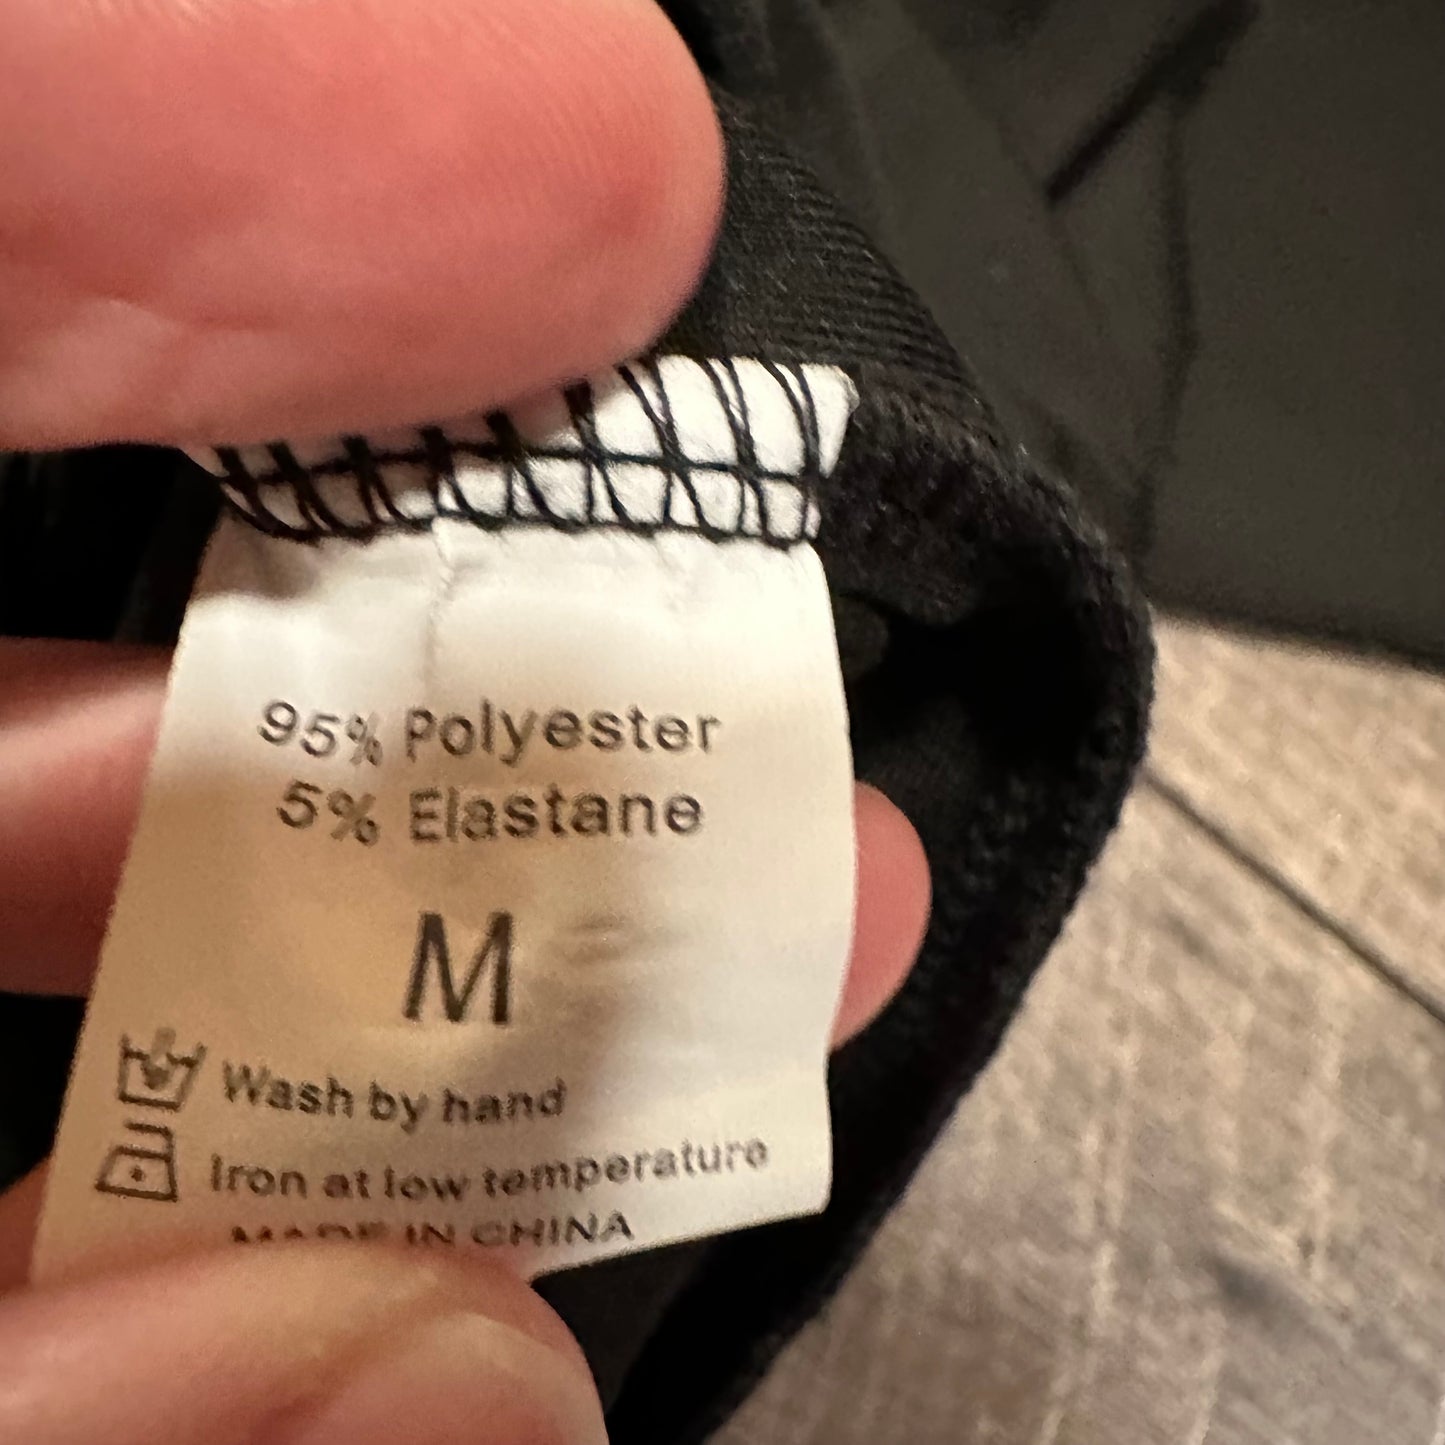 95% Polyester
5% Elastane
M
Wash by hand
Iron at low temperature
MADE IN CHINA